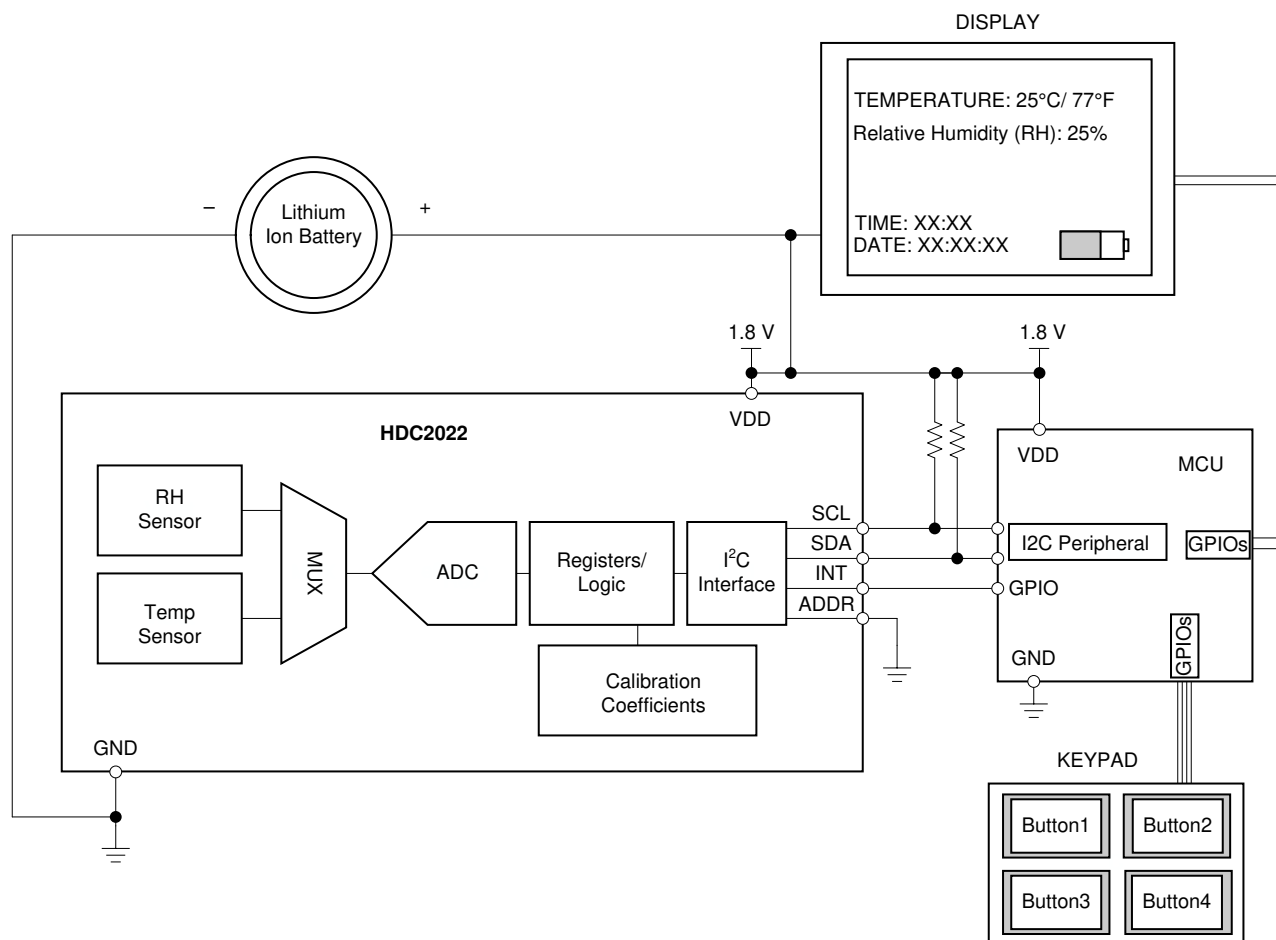 DISPLAY
TEMPERATURE: 25°C/ 77°F
Relative Humidity (RH): 25%
TIME: XX:XX
DATE: XX:XX:XX
–
Lithium
Ion Battery
+
1.8 V
1.8 V
VDD
HDC2022
VDD
MCU
RH
Sensor
Temp
Sensor
MUX
ADC
Registers/
Logic
I²C
Interface
Calibration
Coefficients
SCL
SDA
INT
ADDR
I2C Peripheral
GPIOs
GPIO
GND
GPIOs
GND
KEYPAD
Button1
Button2
Button3
Button4